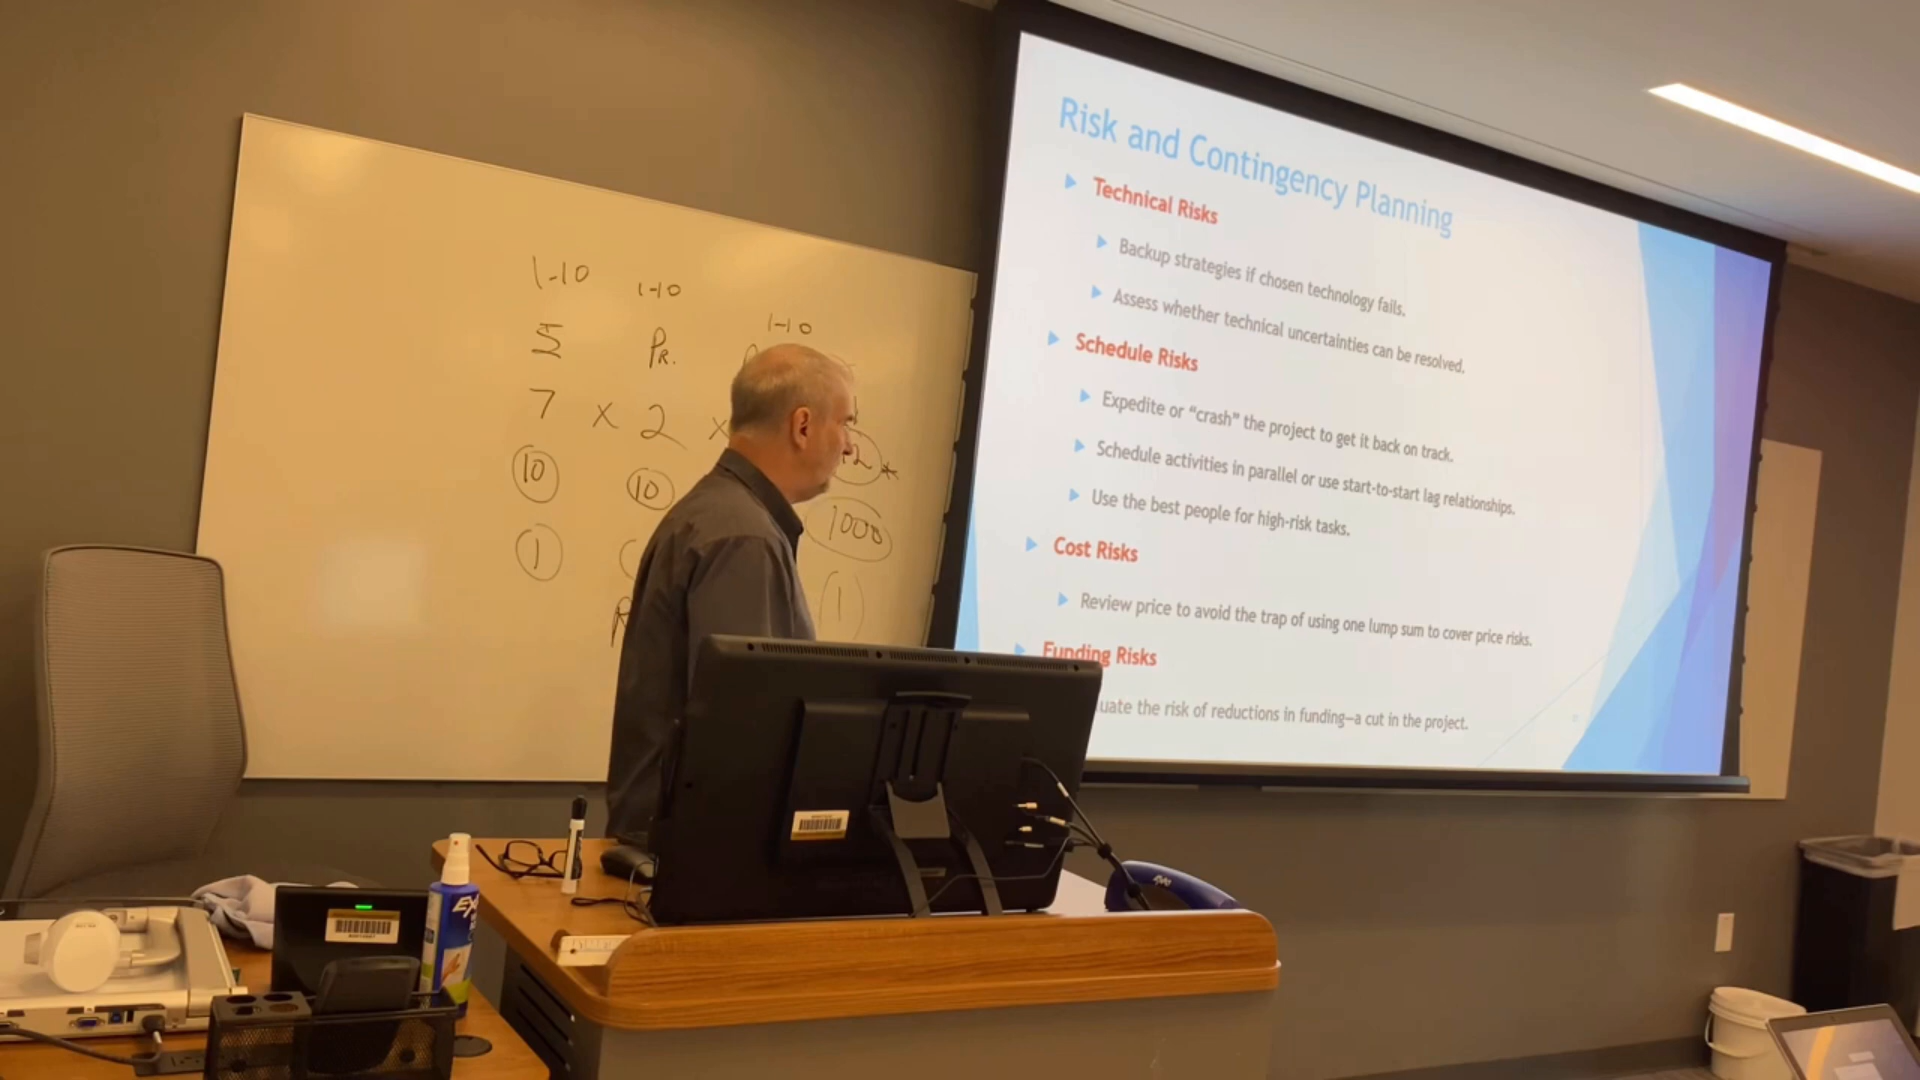 1-10 1-10 1-10
5 PR.
7 x 2 x
10 10 1000
1 1
Risk and Contingency Planning
Technical Risks
Backup strategies if chosen technology fails.
Assess whether technical uncertainties can be resolved.
Schedule Risks
Expedite or “crash” the project to get it back on track.
Schedule activities in parallel or use start-to-start lag relationships.
Use the best people for high-risk tasks.
Cost Risks
Review price to avoid the trap of using one lump sum to cover price risks.
Funding Risks
the risk of reductions in funding—a cut in the project.